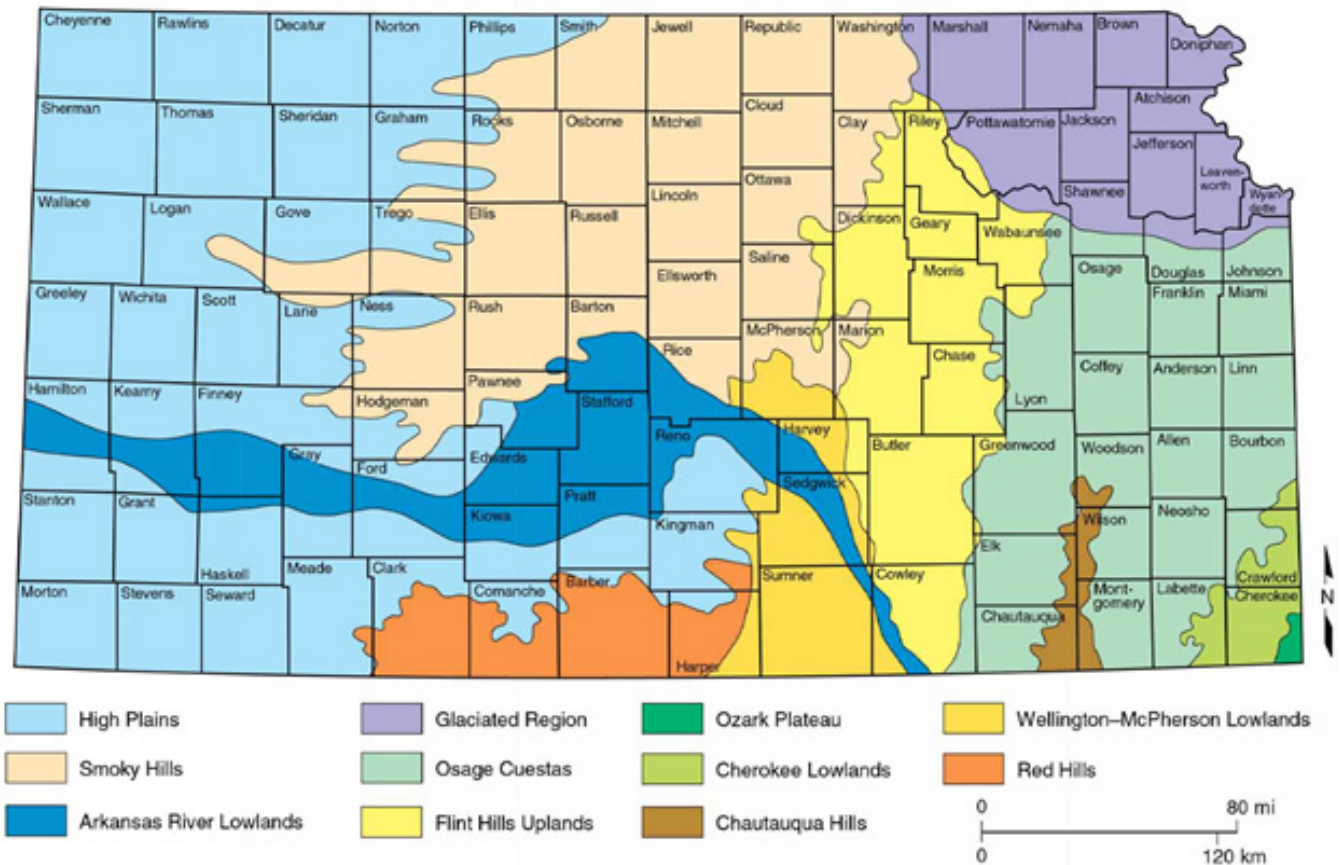 Cheyenne Rawlins Decatur Norton Phillips Smith Jewell Republic Washington Marshall Nemaha Brown
Doniphan
Sherman Thomas Sheridan Graham Rooks Osborne Mitchell Cloud Clay Riley Pottawatomie Jackson Atchison
Jefferson
Leaven-
worth
Wyan-
dotte
Shawnee
Wallace Logan Gove Trego Ellis Russell Lincoln Ottawa Dickinson Geary Wabaunsee
Saline Morris Osage Douglas Johnson
Ellsworth
Greeley Wichita Scott Lane Ness Rush Barton McPherson Marion Franklin Miami
Rice Chase
Hamilton Kearny Finney Hodgeman Pawnee Stafford Lyon Coffey Anderson Linn
Reno Harvey Butler Greenwood Woodson Allen Bourbon
Gray Ford Edwards
Stanton Grant Kiowa Pratt Kingman Sedgwick Wilson Neosho
Haskell Meade Clark Elk Crawford
Morton Stevens Seward Comanche Barber Sumner Cowley Mont-
gomery
Labette Cherokee
Chautauqua
Harper
N
High Plains
Glaciated Region
Ozark Plateau
Wellington–McPherson Lowlands
Smoky Hills
Osage Cuestas
Cherokee Lowlands
Red Hills
Arkansas River Lowlands
Flint Hills Uplands
Chautauqua Hills
0 80 mi
0 120 km